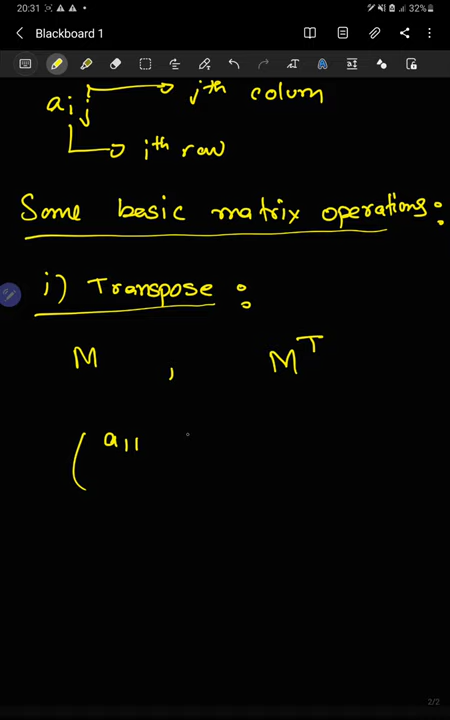 20:31 32%
Blackboard 1
aij jth colum
ith row
Some basic matrix operations:
i) Transpose :
M , MT
( a11
2/2